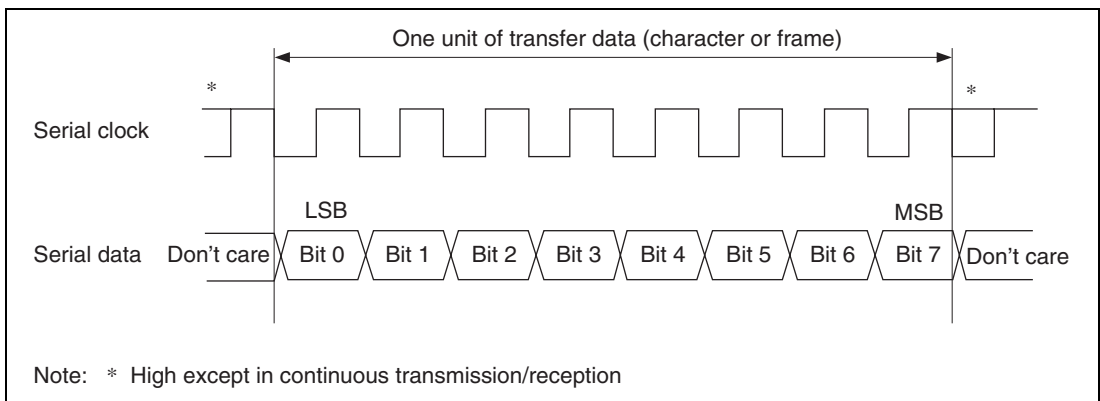 One unit of transfer data (character or frame)
* *
Serial clock
LSB MSB
Serial data Don't care Bit 0 Bit 1 Bit 2 Bit 3 Bit 4 Bit 5 Bit 6 Bit 7 Don't care
Note: * High except in continuous transmission/reception